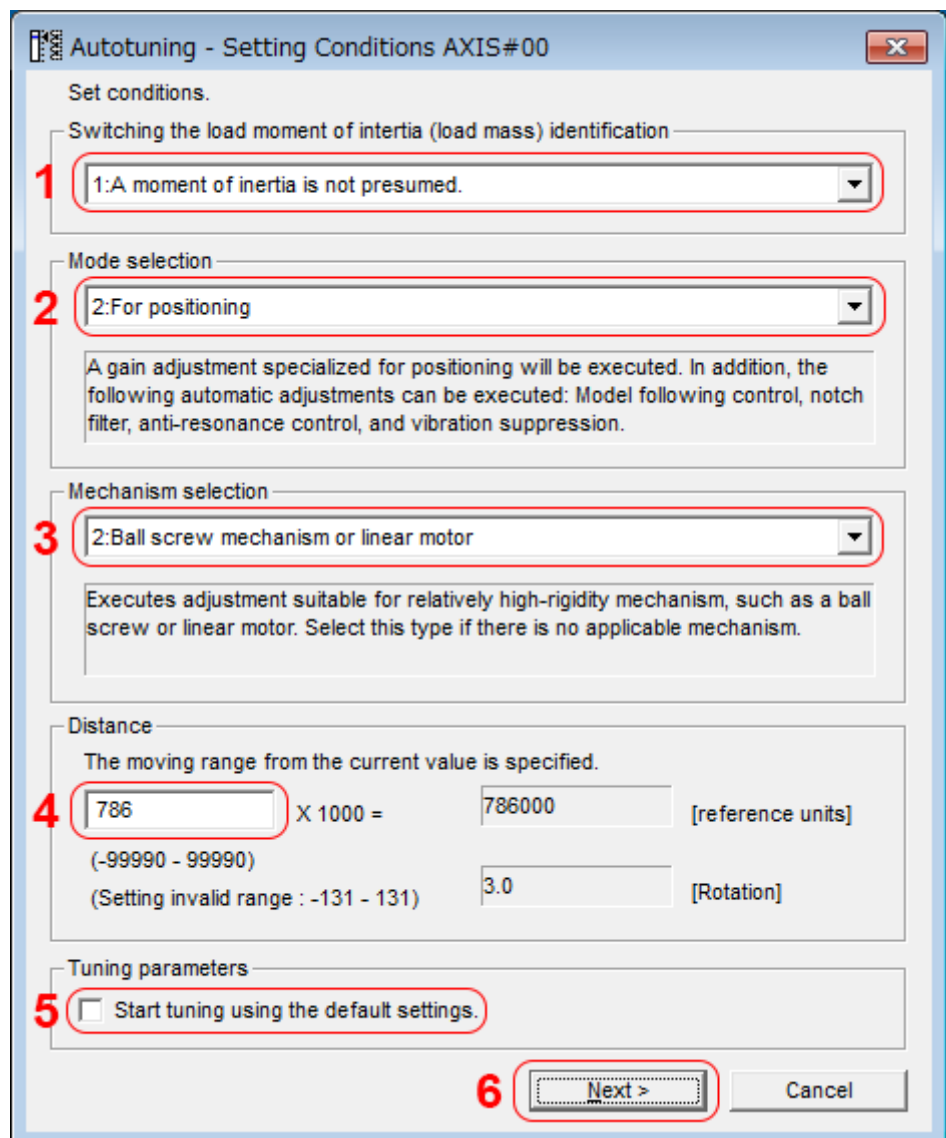 Autotuning - Setting Conditions AXIS#00
Set conditions.
Switching the load moment of intertia (load mass) identification
1
1:A moment of inertia is not presumed.
Mode selection
2
2:For positioning
A gain adjustment specialized for positioning will be executed. In addition, the
following automatic adjustments can be executed: Model following control, notch
filter, anti-resonance control, and vibration suppression.
Mechanism selection
3
2:Ball screw mechanism or linear motor
Executes adjustment suitable for relatively high-rigidity mechanism, such as a ball
screw or linear motor. Select this type if there is no applicable mechanism.
Distance
The moving range from the current value is specified.
4
786 X 1000 = 786000 [reference units]
(-99990 - 99990)
(Setting invalid range : -131 - 131) 3.0 [Rotation]
Tuning parameters
5
Start tuning using the default settings.
6
Next > Cancel